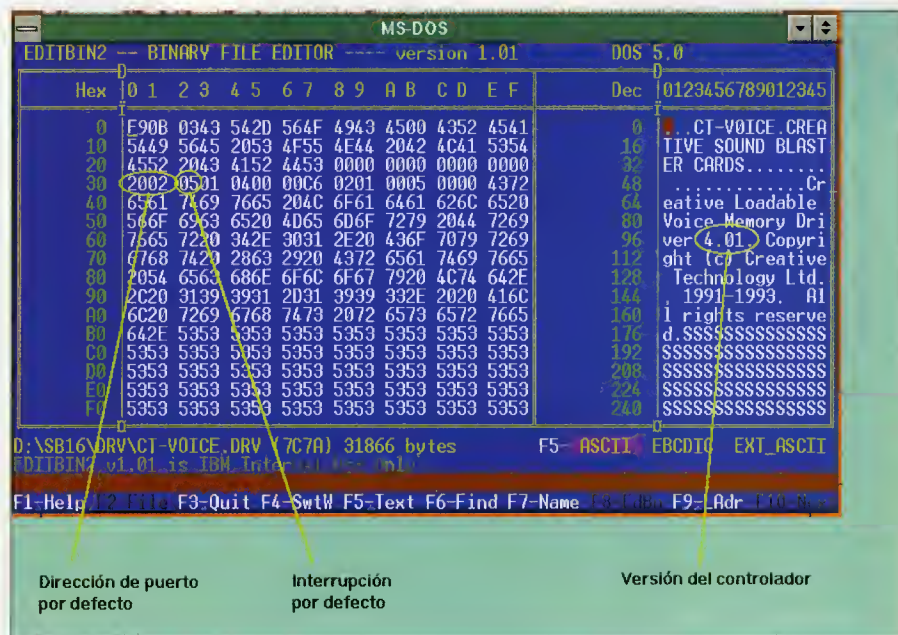 MS-DOS
EDITBIN2 -- BINARY FILE EDITOR ---- version 1.01 DOS 5.0
Hex 0 1 2 3 4 5 6 7 8 9 A B C D E F Dec 0123456789012345
0 E90B 0343 542D 564F 4943 4500 4352 4541 0 ..CT-VOICE.CREA
10 5449 5645 2053 4F55 4E44 2042 4C41 5354 16 TIVE SOUND BLAST
20 4552 2043 4152 4453 0000 0000 0000 0000 32 ER CARDS........
30 2002 0501 0400 00C6 0201 0005 0000 4372 48 ..............Cr
40 6561 7469 7665 204C 6F61 6461 626C 6520 64 eative Loadable
50 566F 6963 6520 4D65 6D6F 7279 2044 7269 80 Voice Memory Dri
60 7665 7220 342E 3031 2E20 436F 7079 7269 96 ver 4.01. Copyri
70 6768 7420 2863 2920 4372 6561 7469 7665 112 ght (c) Creative
80 2054 6563 686E 6F6C 6F67 7920 4C74 642E 128 Technology Ltd.
90 2C20 3139 3931 2D31 3939 332E 2020 416C 144 , 1991-1993. Al
A0 6C20 7269 6768 7473 2072 6573 6572 7665 160 l rights reserve
B0 642E 5353 5353 5353 5353 5353 5353 5353 176 d.SSSSSSSSSSSSSS
C0 5353 5353 5353 5353 5353 5353 5353 5353 192 SSSSSSSSSSSSSSSS
D0 5353 5353 5353 5353 5353 5353 5353 5353 208 SSSSSSSSSSSSSSSS
E0 5353 5353 5353 5353 5353 5353 5353 5353 224 SSSSSSSSSSSSSSSS
F0 5353 5353 5353 5353 5353 5353 5353 5353 240 SSSSSSSSSSSSSSSS
D:\SB16\DRV\CT-VOICE.DRV (7C7A) 31866 bytes F5- ASCII EBCDIC EXT_ASCII
EDITBIN2 v1.01 is IBM Internal Use Only
F1-Help F2-File F3-Quit F4-SwtW F5-Text F6-Find F7-Name F9-LAdr
Dirección de puerto
por defecto
Interrupción
por defecto
Versión del controlador